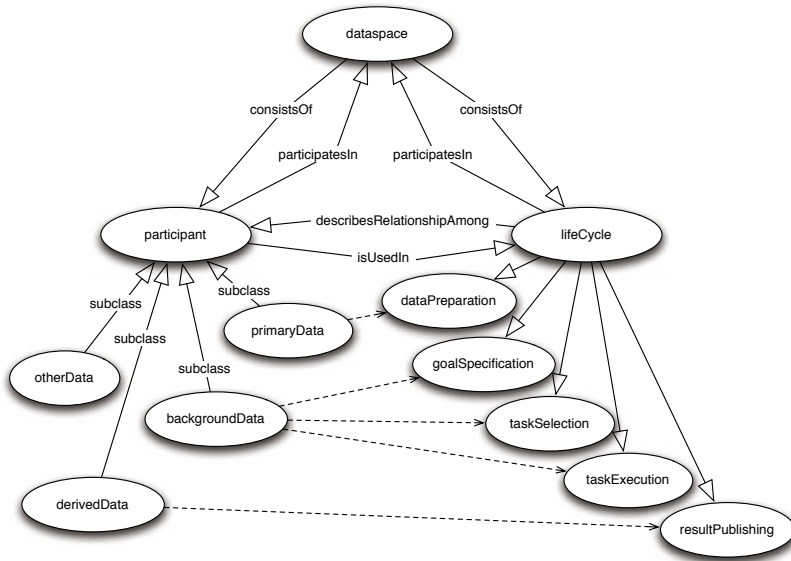 dataspace
consistsOf
consistsOf
participatesIn
participatesIn
participant
describesRelationshipAmong
lifeCycle
isUsedIn
subclass
subclass
dataPreparation
subclass
primaryData
subclass
goalSpecification
otherData
backgroundData
taskSelection
taskExecution
derivedData
resultPublishing